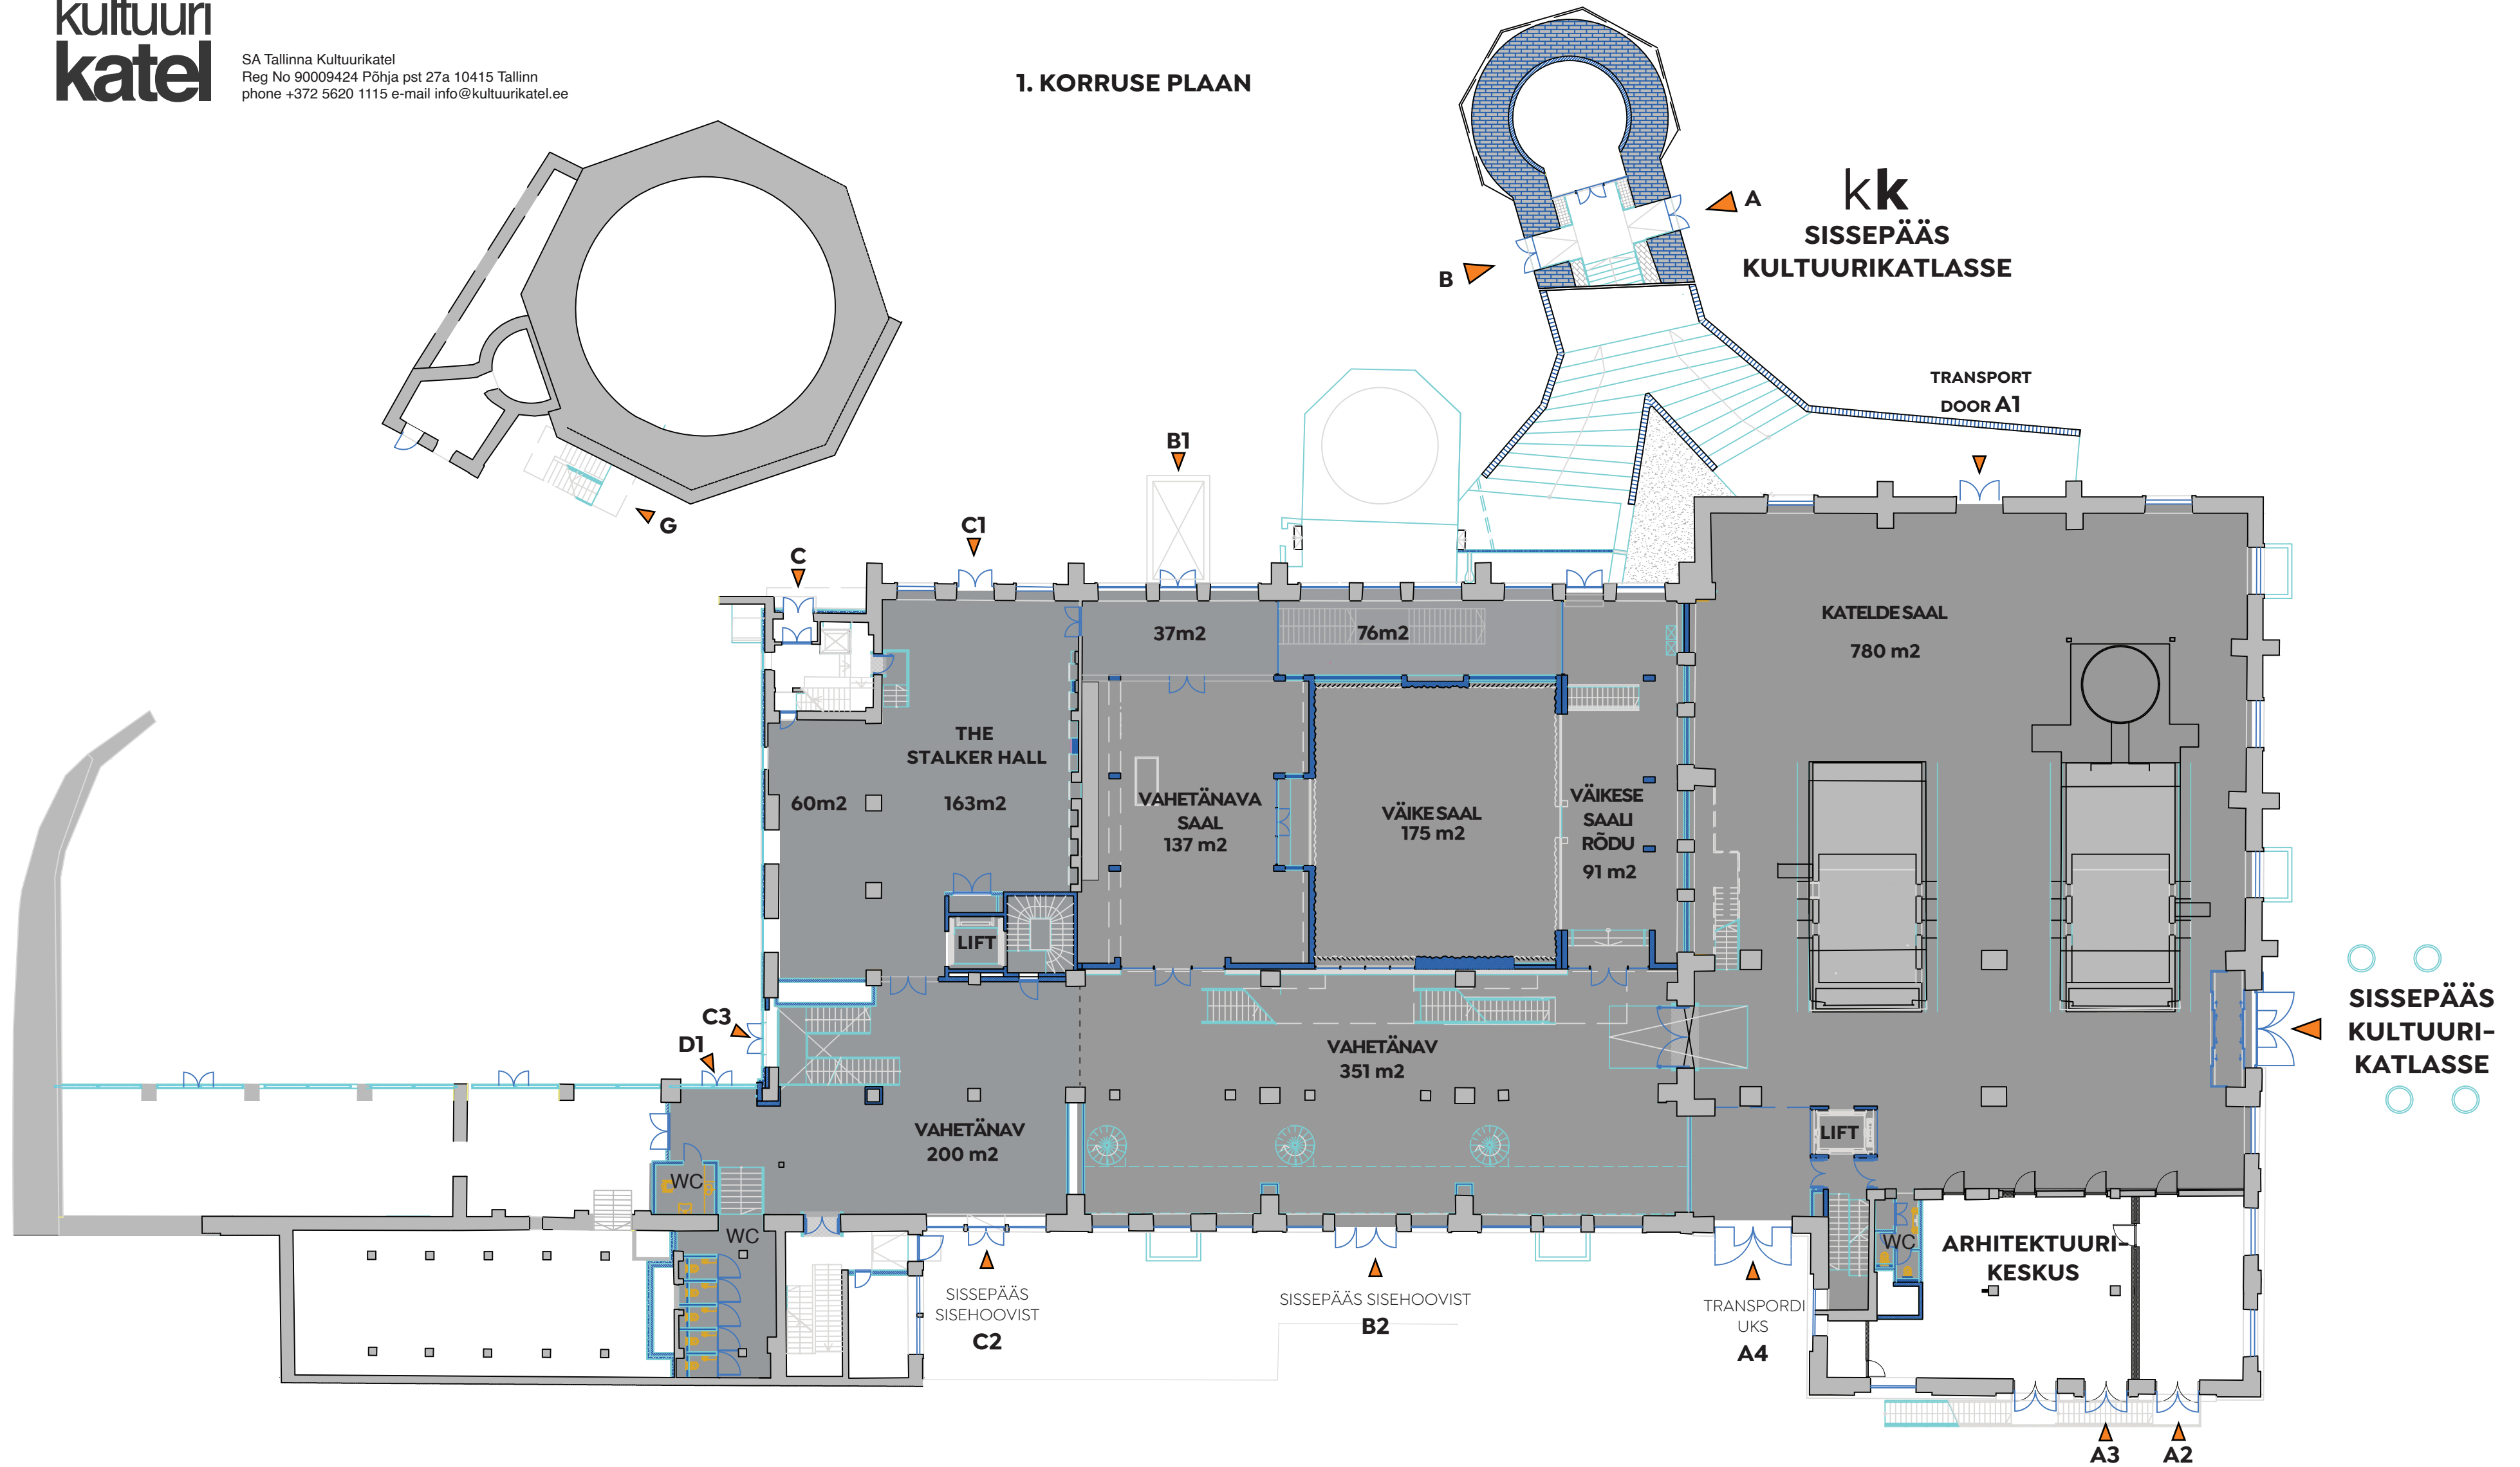 kultuuri
katel
SA Tallinna Kultuurikatel
Reg No 90009424 Põhja pst 27a 10415 Tallinn
phone +372 5620 1115 e-mail info@kultuurikatel.ee
1. KORRUSE PLAAN
A
B
kk
SISSEPÄÄS
KULTUURIKATLASSE
TRANSPORT
DOOR A1
G
C
C1
B1
37m2
76m2
KATELDE SAAL
780 m2
THE
STALKER HALL
60m2
163m2
VAHETÄNAVA
SAAL
137 m2
VÄIKE SAAL
175 m2
VÄIKESE
SAALI
RÕDU
91 m2
LIFT
C3
D1
VAHETÄNAV
351 m2
VAHETÄNAV
200 m2
SISSEPÄÄS
KULTUURI-
KATLASSE
LIFT
WC
WC
WC
ARHITEKTUURI-
KESKUS
SISSEPÄÄS
SISEHOOVIST
C2
SISSEPÄÄS SISEHOOVIST
B2
TRANSPORDI
UKS
A4
A3
A2